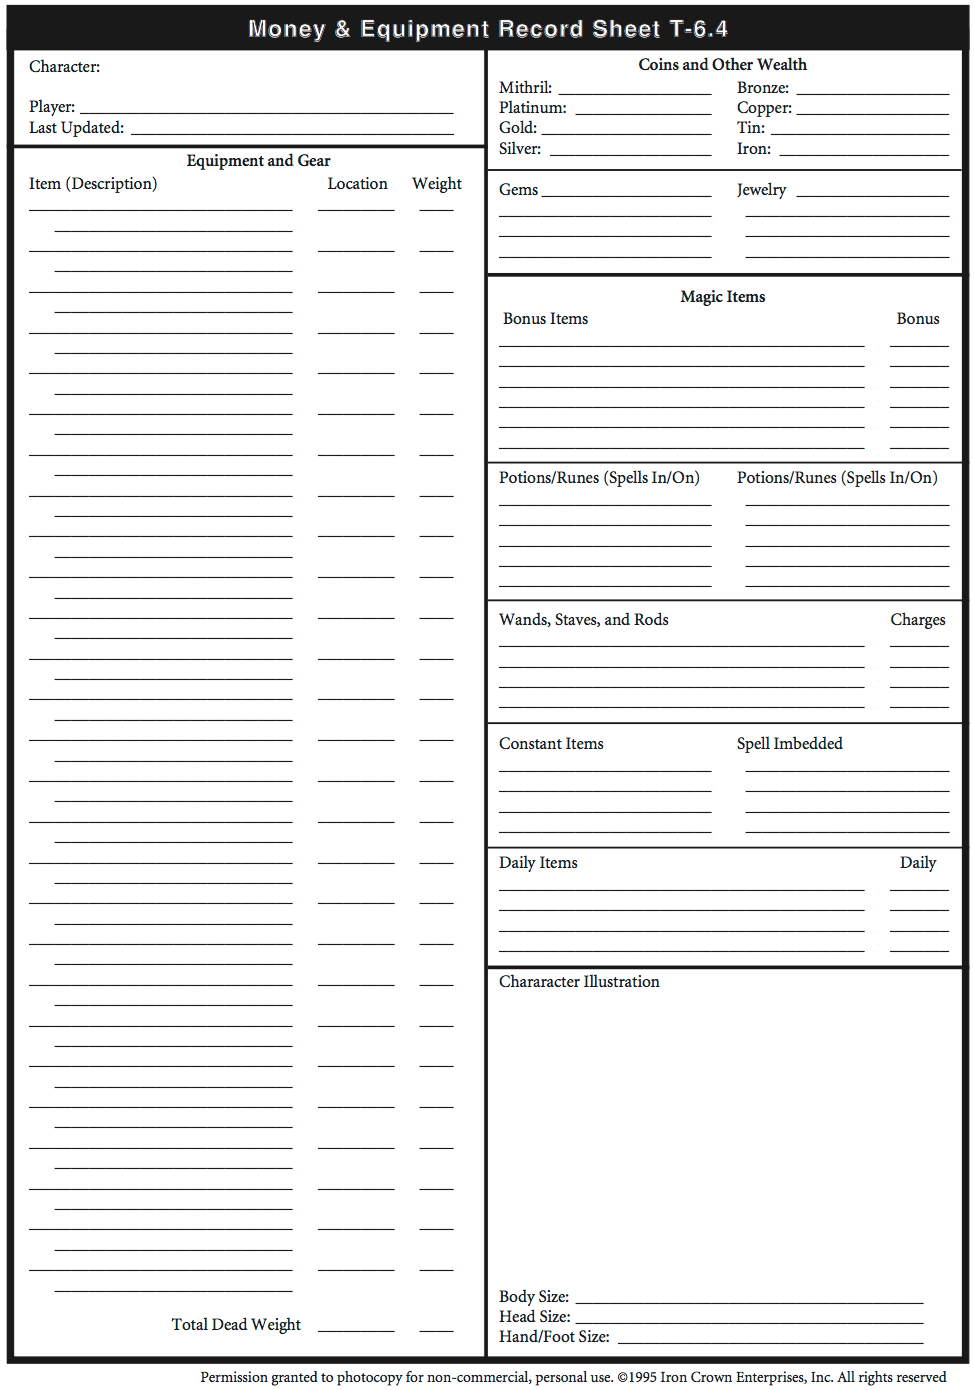 Money & Equipment Record Sheet T-6.4
Character:
Player:
Last Updated:
Equipment and Gear
Item (Description) Location Weight
Total Dead Weight
Coins and Other Wealth
Mithril: Bronze:
Platinum: Copper:
Gold: Tin:
Silver: Iron:
Gems Jewelry
Magic Items
Bonus Items Bonus
Potions/Runes (Spells In/On) Potions/Runes (Spells In/On)
Wands, Staves, and Rods Charges
Constant Items Spell Imbedded
Daily Items Daily
Chararacter Illustration
Body Size:
Head Size:
Hand/Foot Size:
Permission granted to photocopy for non-commercial, personal use. ©1995 Iron Crown Enterprises, Inc. All rights reserved